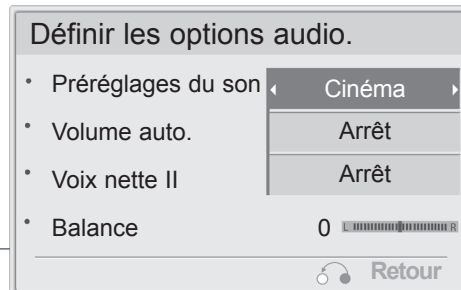 Définir les options audio.
• Préréglages du son Cinéma
• Volume auto. Arrêt
• Voix nette II Arrêt
• Balance 0 L R
Retour